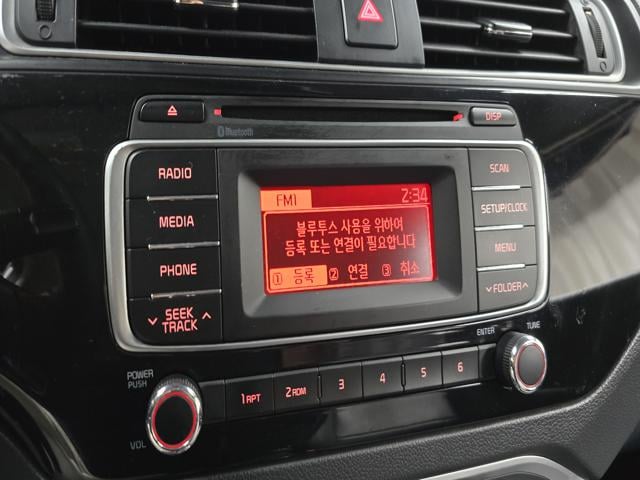 DISP
Bluetooth
RADIO
SCAN
FM1 2:34
MEDIA
SETUP/CLOCK
블루투스 사용을 위하여
등록 또는 연결이 필요합니다
PHONE
MENU
1 등록 2 연결 3 취소
FOLDER
SEEK
TRACK
ENTER TUNE
POWER
PUSH
1 RPT 2 RDM 3 4 5 6
VOL